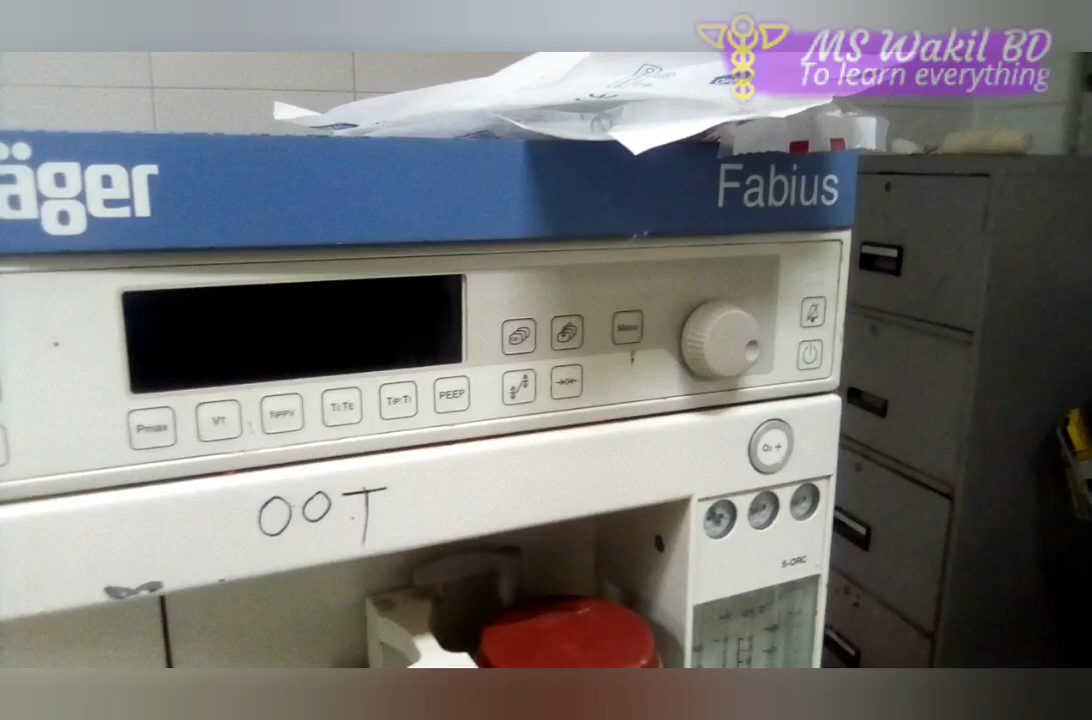 MS Wakil BD
To learn everything
äger
Fabius
Menu
Pmax
VT
fIPPV
TI:TE
TIP:TI
PEEP
O₂+
OOT
S-ORC